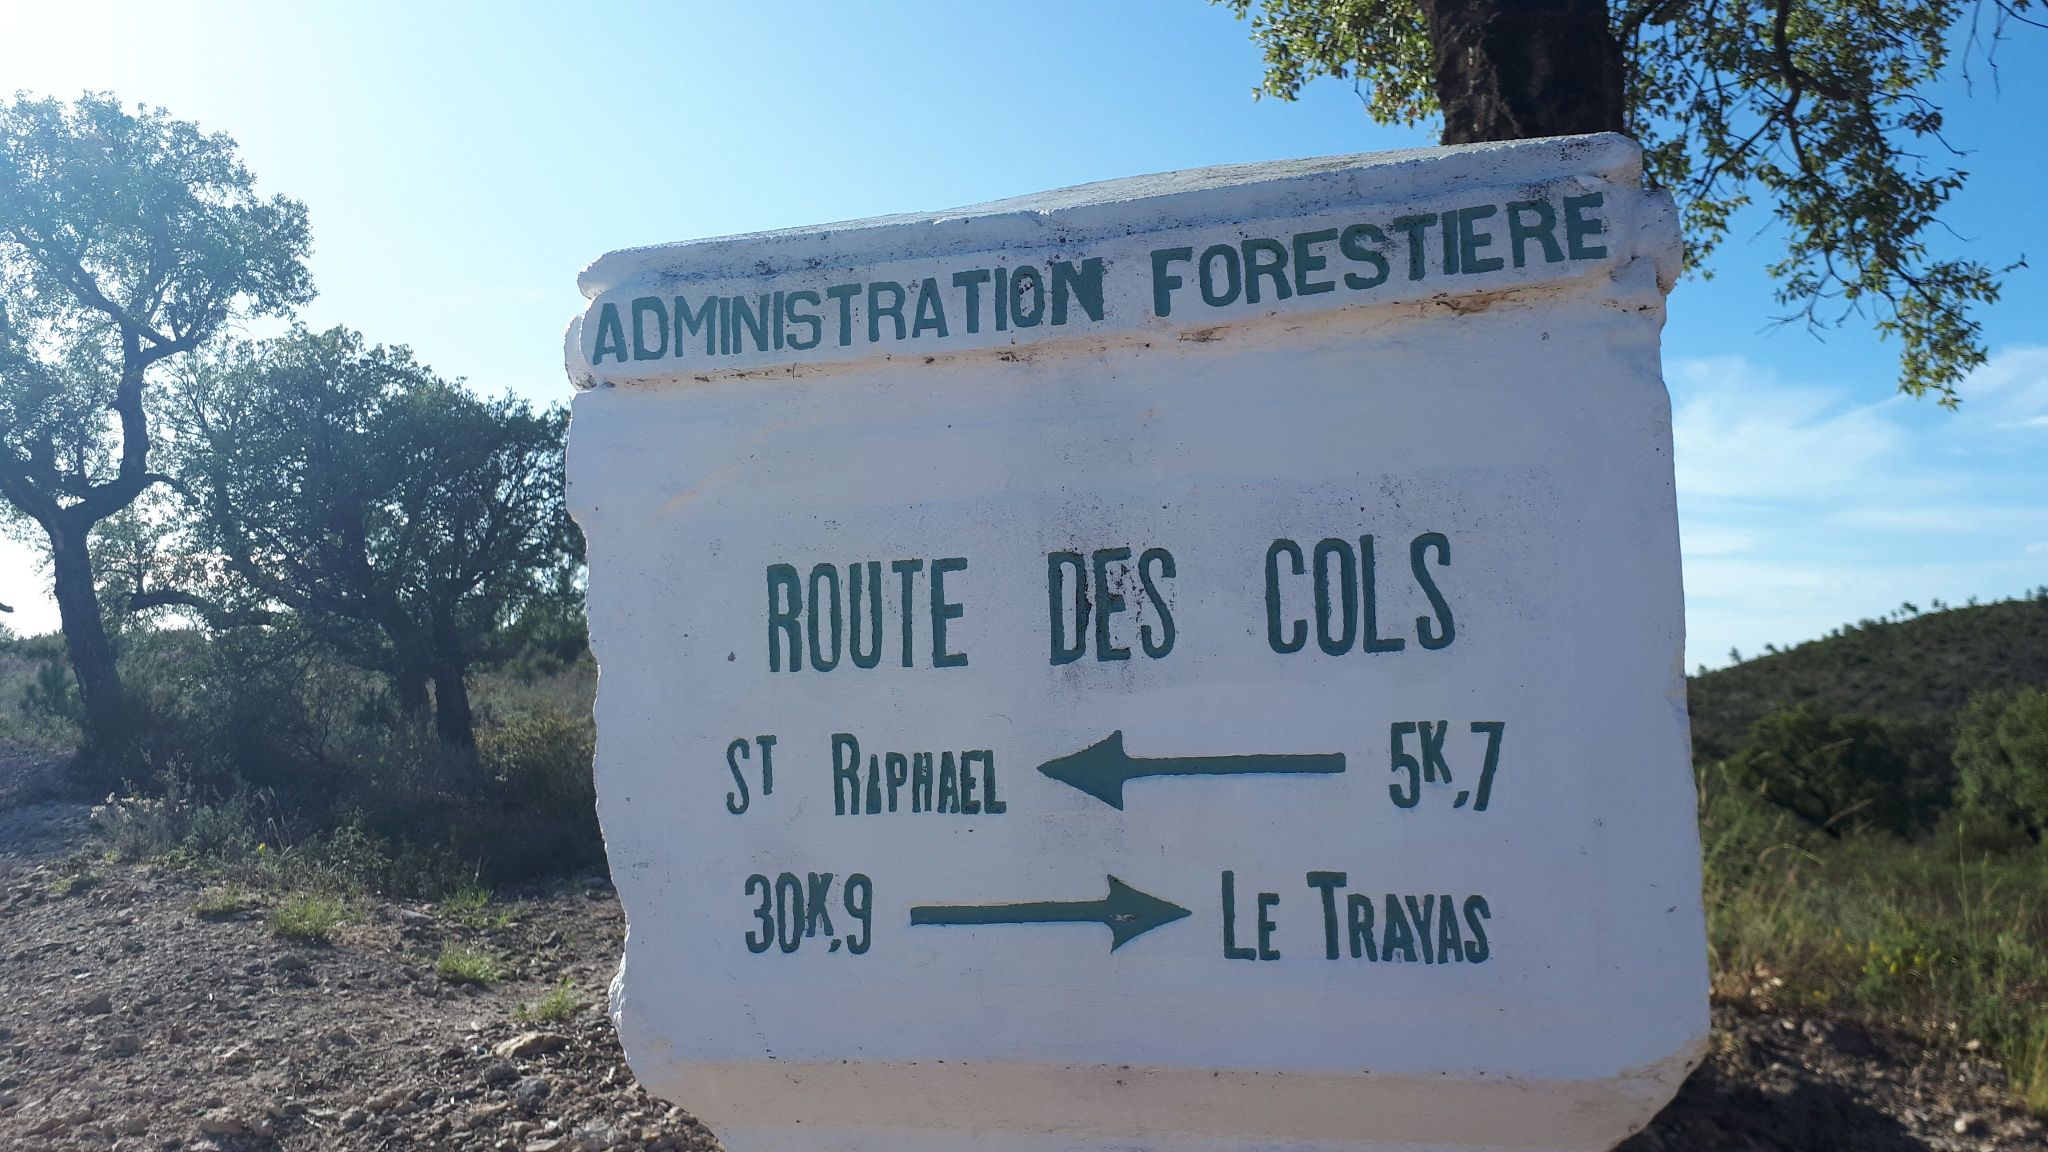 ADMINISTRATION FORESTIERE
ROUTE DES COLS
ST RAPHAEL ← 5K,7
30K,9 → LE TRAYAS